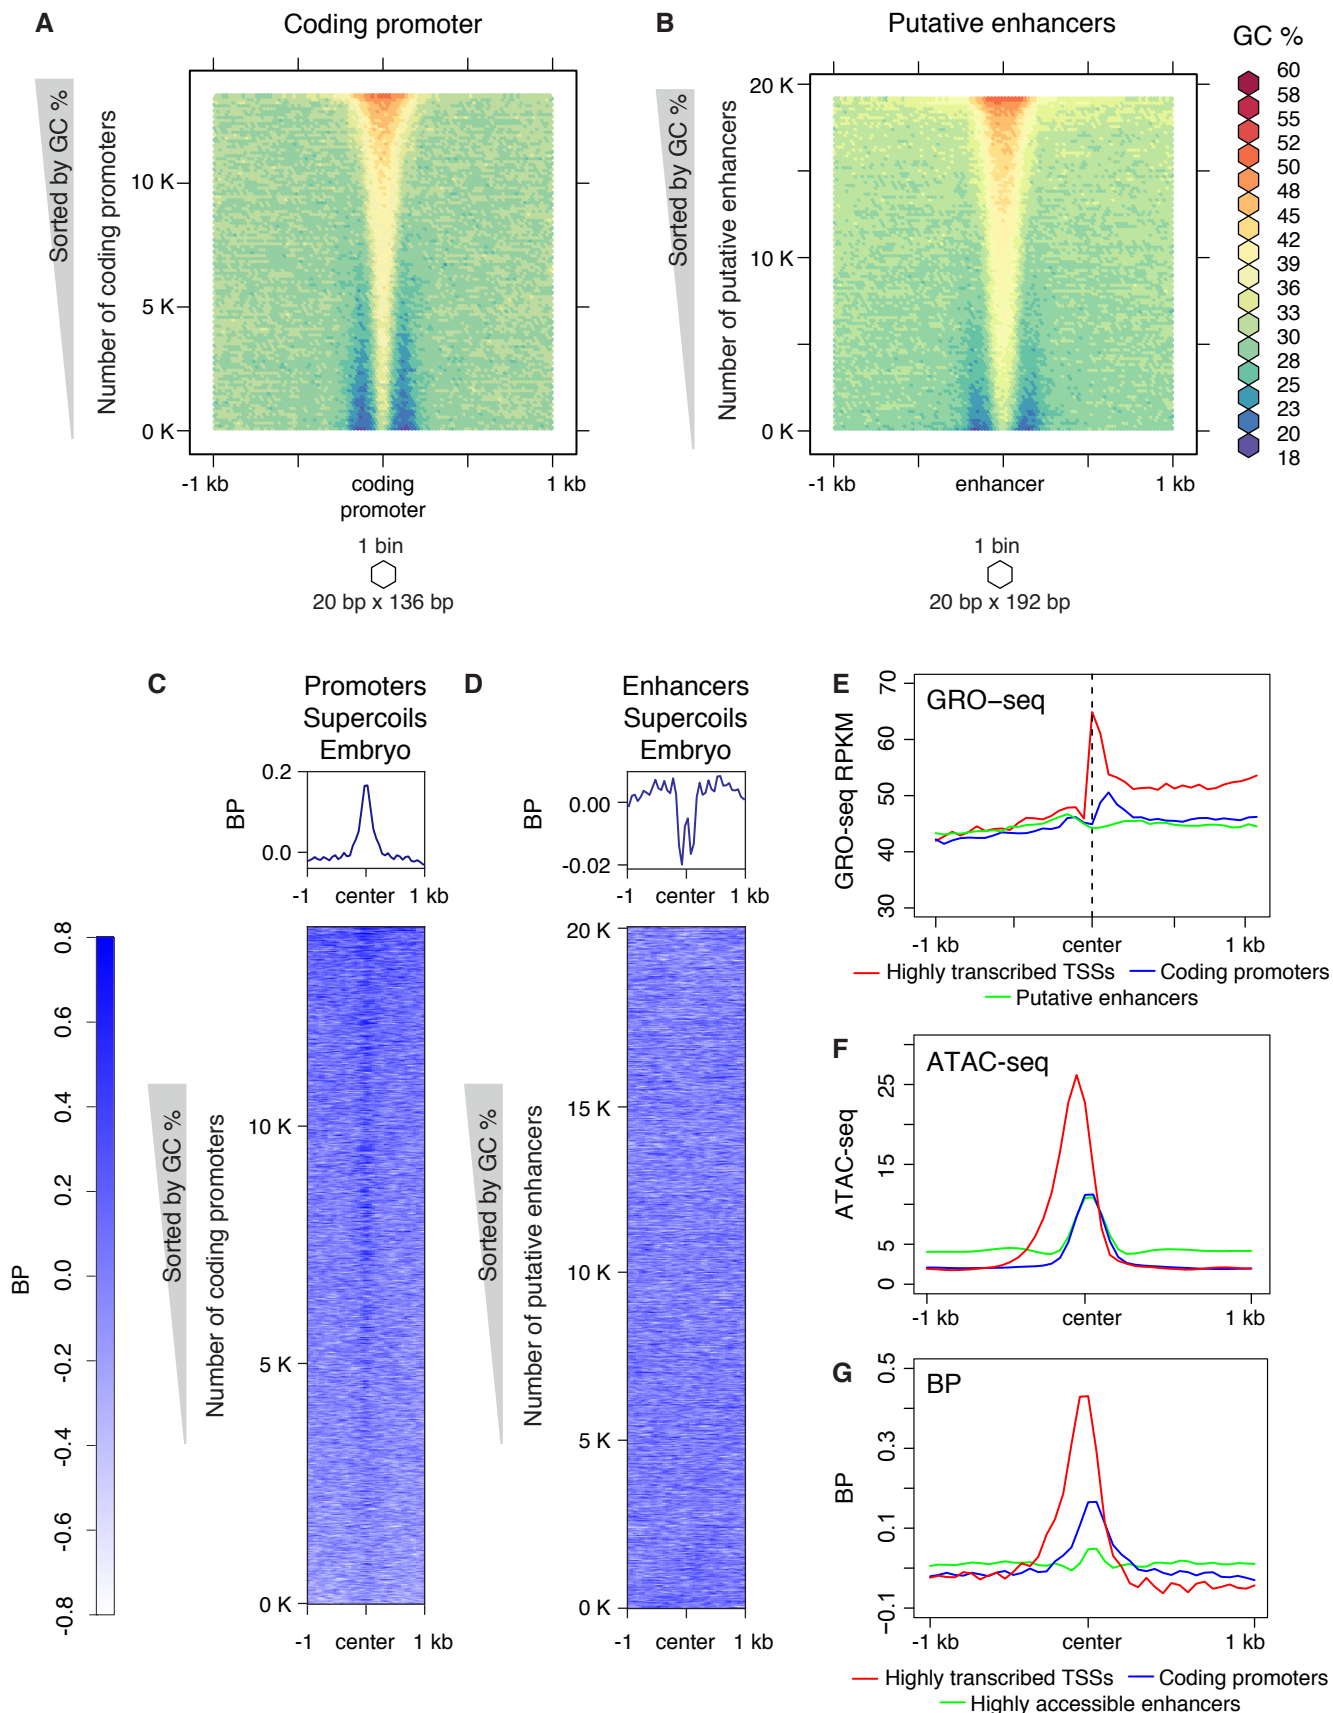 A
Coding promoter
Sorted by GC %
Number of coding promoters
10 K
5 K
0 K
-1 kb
coding
promoter
1 kb
1 bin
20 bp x 136 bp
B
Putative enhancers
Sorted by GC %
Number of putative enhancers
20 K
10 K
0 K
-1 kb
enhancer
1 kb
1 bin
20 bp x 192 bp
GC %
60
58
55
52
50
48
45
42
39
36
33
30
28
25
23
20
18
BP
0.8
0.6
0.4
0.2
0.0
-0.2
-0.4
-0.6
-0.8
C
Promoters
Supercoils
Embryo
BP
0.2
0.0
-1
center
1 kb
Sorted by GC %
Number of coding promoters
10 K
5 K
0 K
-1
center
1 kb
D
Enhancers
Supercoils
Embryo
BP
0.00
-0.02
-1
center
1 kb
Sorted by GC %
Number of putative enhancers
20 K
15 K
10 K
5 K
0 K
-1
center
1 kb
E
GRO-seq
GRO-seq RPKM
70
60
50
40
30
-1 kb
center
1 kb
Highly transcribed TSSs
Coding promoters
Putative enhancers
F
ATAC-seq
ATAC-seq
25
15
5
0
-1 kb
center
1 kb
G
BP
BP
0.5
0.3
0.1
-0.1
-1 kb
center
1 kb
Highly transcribed TSSs
Coding promoters
Highly accessible enhancers